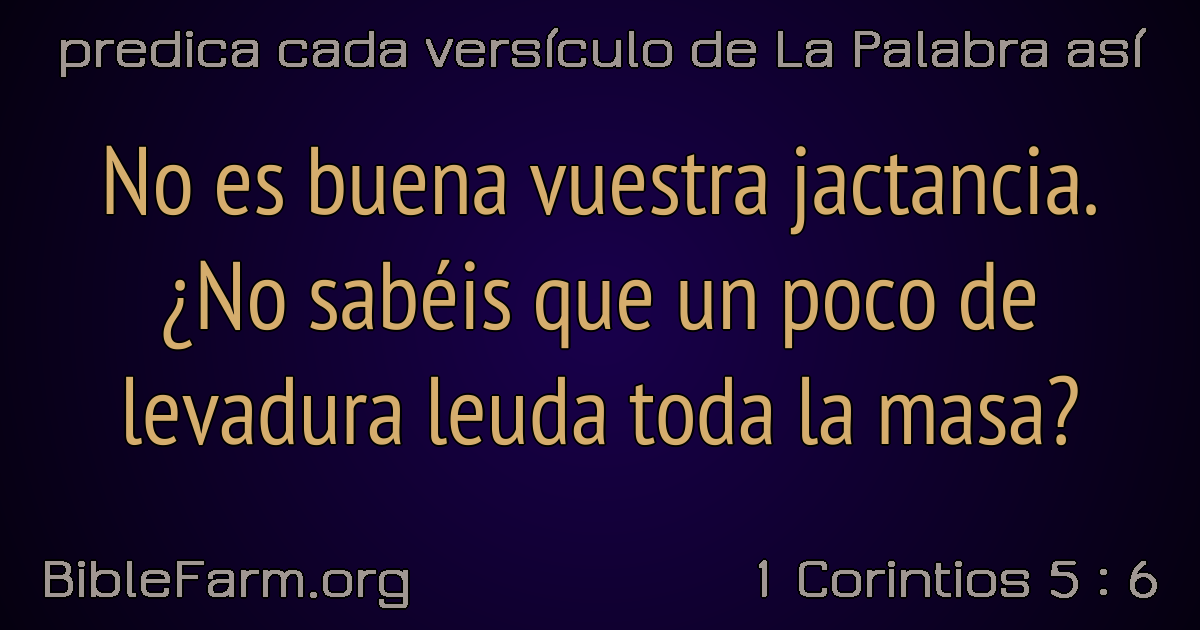 predica cada versículo de La Palabra así
No es buena vuestra jactancia.
¿No sabéis que un poco de
levadura leuda toda la masa?
BibleFarm.org
1 Corintios 5 : 6